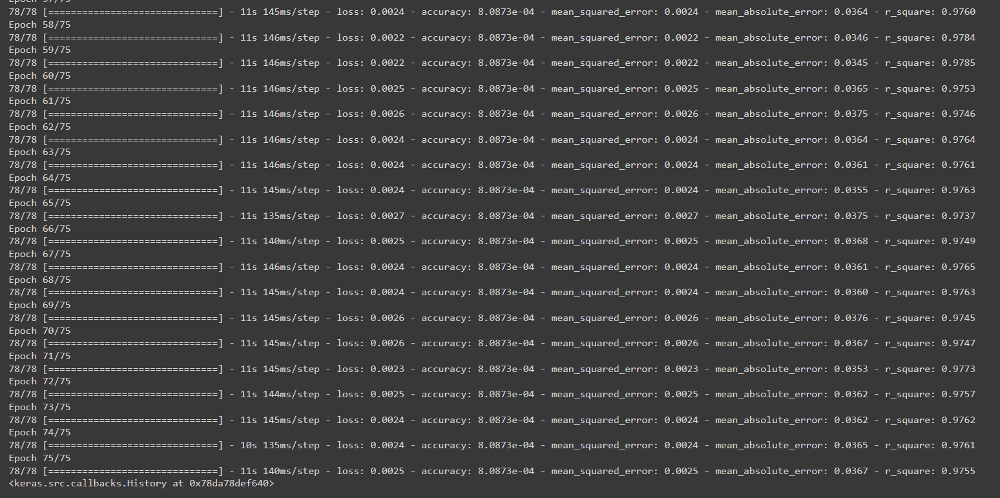 Epoch 57/75
78/78 [==============================] - 11s 145ms/step - loss: 0.0024 - accuracy: 8.0873e-04 - mean_squared_error: 0.0024 - mean_absolute_error: 0.0364 - r_square: 0.9760
Epoch 58/75
78/78 [==============================] - 11s 146ms/step - loss: 0.0022 - accuracy: 8.0873e-04 - mean_squared_error: 0.0022 - mean_absolute_error: 0.0346 - r_square: 0.9784
Epoch 59/75
78/78 [==============================] - 11s 146ms/step - loss: 0.0022 - accuracy: 8.0873e-04 - mean_squared_error: 0.0022 - mean_absolute_error: 0.0345 - r_square: 0.9785
Epoch 60/75
78/78 [==============================] - 11s 146ms/step - loss: 0.0025 - accuracy: 8.0873e-04 - mean_squared_error: 0.0025 - mean_absolute_error: 0.0365 - r_square: 0.9753
Epoch 61/75
78/78 [==============================] - 11s 146ms/step - loss: 0.0026 - accuracy: 8.0873e-04 - mean_squared_error: 0.0026 - mean_absolute_error: 0.0375 - r_square: 0.9746
Epoch 62/75
78/78 [==============================] - 11s 146ms/step - loss: 0.0024 - accuracy: 8.0873e-04 - mean_squared_error: 0.0024 - mean_absolute_error: 0.0364 - r_square: 0.9764
Epoch 63/75
78/78 [==============================] - 11s 146ms/step - loss: 0.0024 - accuracy: 8.0873e-04 - mean_squared_error: 0.0024 - mean_absolute_error: 0.0361 - r_square: 0.9761
Epoch 64/75
78/78 [==============================] - 11s 145ms/step - loss: 0.0024 - accuracy: 8.0873e-04 - mean_squared_error: 0.0024 - mean_absolute_error: 0.0355 - r_square: 0.9763
Epoch 65/75
78/78 [==============================] - 11s 135ms/step - loss: 0.0027 - accuracy: 8.0873e-04 - mean_squared_error: 0.0027 - mean_absolute_error: 0.0375 - r_square: 0.9737
Epoch 66/75
78/78 [==============================] - 11s 140ms/step - loss: 0.0025 - accuracy: 8.0873e-04 - mean_squared_error: 0.0025 - mean_absolute_error: 0.0368 - r_square: 0.9749
Epoch 67/75
78/78 [==============================] - 11s 146ms/step - loss: 0.0024 - accuracy: 8.0873e-04 - mean_squared_error: 0.0024 - mean_absolute_error: 0.0361 - r_square: 0.9765
Epoch 68/75
78/78 [==============================] - 11s 145ms/step - loss: 0.0024 - accuracy: 8.0873e-04 - mean_squared_error: 0.0024 - mean_absolute_error: 0.0360 - r_square: 0.9763
Epoch 69/75
78/78 [==============================] - 11s 145ms/step - loss: 0.0026 - accuracy: 8.0873e-04 - mean_squared_error: 0.0026 - mean_absolute_error: 0.0376 - r_square: 0.9745
Epoch 70/75
78/78 [==============================] - 11s 145ms/step - loss: 0.0026 - accuracy: 8.0873e-04 - mean_squared_error: 0.0026 - mean_absolute_error: 0.0367 - r_square: 0.9747
Epoch 71/75
78/78 [==============================] - 11s 145ms/step - loss: 0.0023 - accuracy: 8.0873e-04 - mean_squared_error: 0.0023 - mean_absolute_error: 0.0353 - r_square: 0.9773
Epoch 72/75
78/78 [==============================] - 11s 144ms/step - loss: 0.0025 - accuracy: 8.0873e-04 - mean_squared_error: 0.0025 - mean_absolute_error: 0.0362 - r_square: 0.9757
Epoch 73/75
78/78 [==============================] - 11s 145ms/step - loss: 0.0024 - accuracy: 8.0873e-04 - mean_squared_error: 0.0024 - mean_absolute_error: 0.0362 - r_square: 0.9762
Epoch 74/75
78/78 [==============================] - 10s 135ms/step - loss: 0.0024 - accuracy: 8.0873e-04 - mean_squared_error: 0.0024 - mean_absolute_error: 0.0365 - r_square: 0.9761
Epoch 75/75
78/78 [==============================] - 11s 140ms/step - loss: 0.0025 - accuracy: 8.0873e-04 - mean_squared_error: 0.0025 - mean_absolute_error: 0.0367 - r_square: 0.9755
<keras.src.callbacks.History at 0x78da78def640>